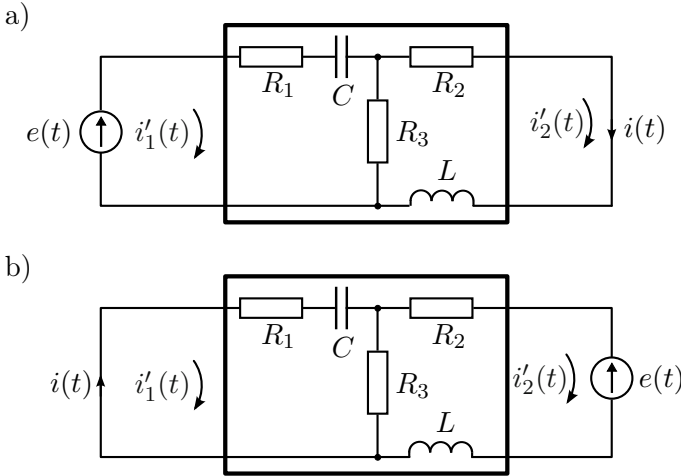 a)
R₁ C R₂
e(t) i′₁(t) R₃ i′₂(t) i(t)
L
b)
R₁ C R₂
i(t) i′₁(t) R₃ i′₂(t) e(t)
L